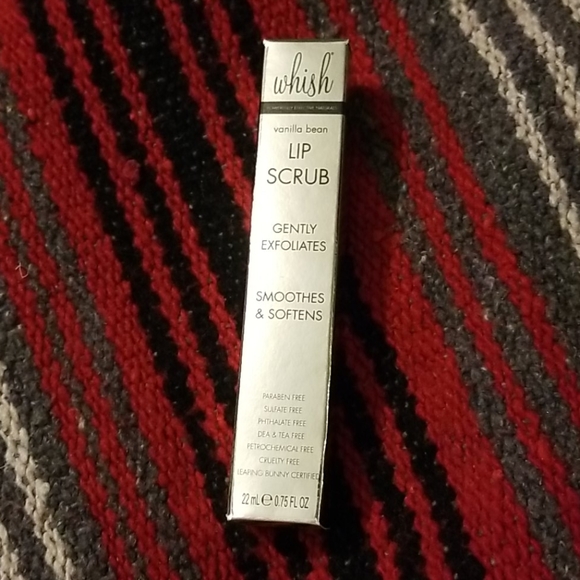 whish
vanilla bean
LIP
SCRUB
GENTLY
EXFOLIATES
SMOOTHES
& SOFTENS
PARABEN FREE
SULFATE FREE
PHTHALATE FREE
DEA & TEA FREE
PETROCHEMICAL FREE
CRUELTY FREE
LEAPING BUNNY CERTIFIED
22 mL ℮ 0.75 FL OZ